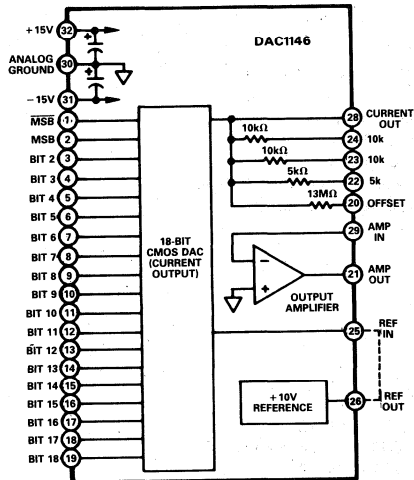 DAC1146
+15V 32
ANALOG GROUND 30
−15V 31
MSB 1
MSB 2
BIT 2 3
BIT 3 4
BIT 4 5
BIT 5 6
BIT 6 7
BIT 7 8
BIT 8 9
BIT 9 10
BIT 10 11
BIT 11 12
BIT 12 13
BIT 13 14
BIT 14 15
BIT 15 16
BIT 16 17
BIT 17 18
BIT 18 19
18-BIT
CMOS DAC
(CURRENT
OUTPUT)
28 CURRENT OUT
10kΩ 24 10k
10kΩ 23 10k
5kΩ 22 5k
13MΩ 20 OFFSET
29 AMP IN
− +
21 AMP OUT
OUTPUT
AMPLIFIER
25 REF IN
+10V
REFERENCE
26 REF OUT